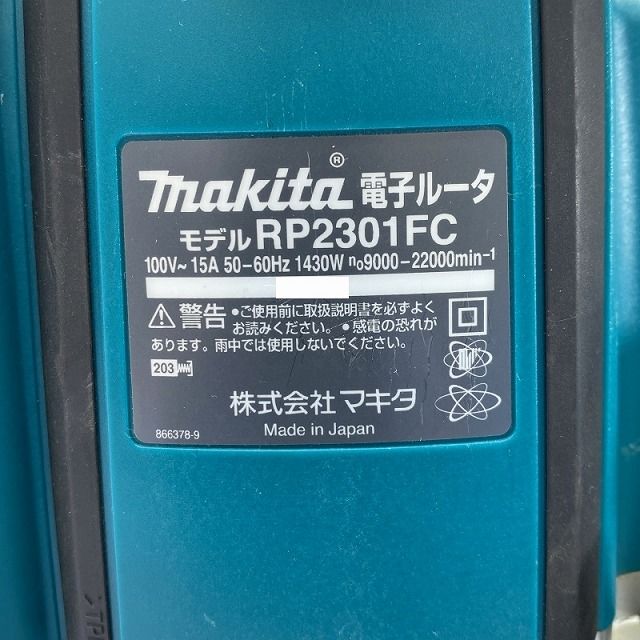 makita® 電子ルータ
モデル RP2301FC
100V~ 15A 50-60Hz 1430W n₀9000-22000min⁻¹
警告 ●ご使用前に取扱説明書を必ずよく
お読みください。 ●感電の恐れが
あります。雨中では使用しないでください。
203
株式会社 マキタ
866378-9
Made in Japan
>TP